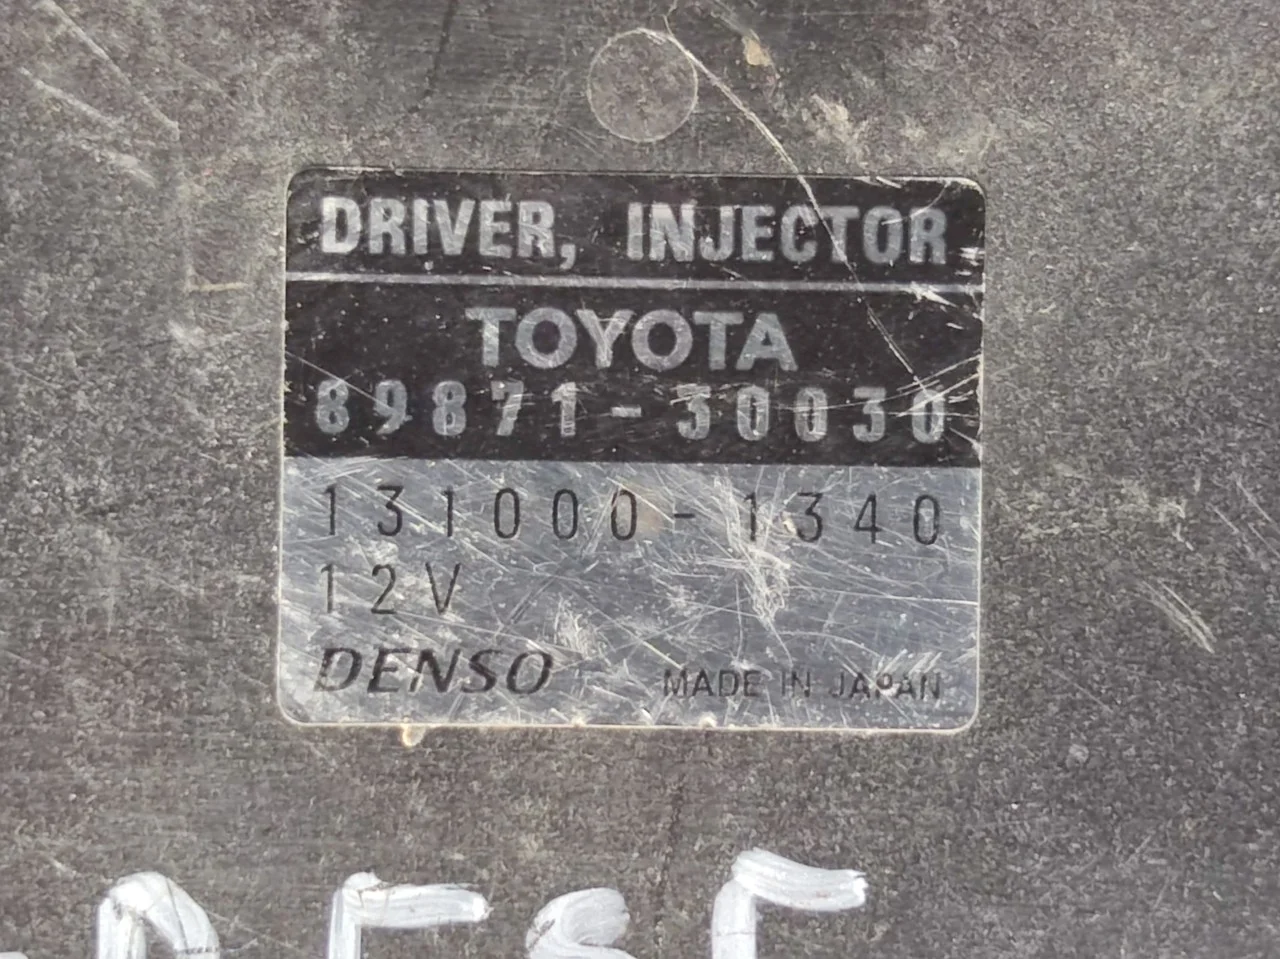 DRIVER, INJECTOR
TOYOTA
89871-30030
131000-1340
12V
DENSO MADE IN JAPAN